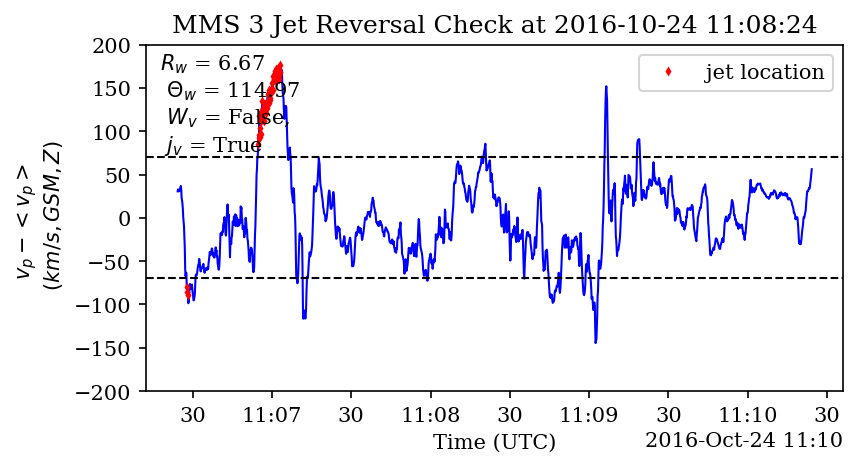 MMS 3 Jet Reversal Check at 2016-10-24 11:08:24
R_w = 6.67
Θ_w = 114.97
W_v = False,
j_v = True
jet location
v_p − < v_p >
(km/s, GSM, Z)
200
150
100
50
0
−50
−100
−150
−200
30 11:07 30 11:08 30 11:09 30 11:10 30
Time (UTC)
2016-Oct-24 11:10